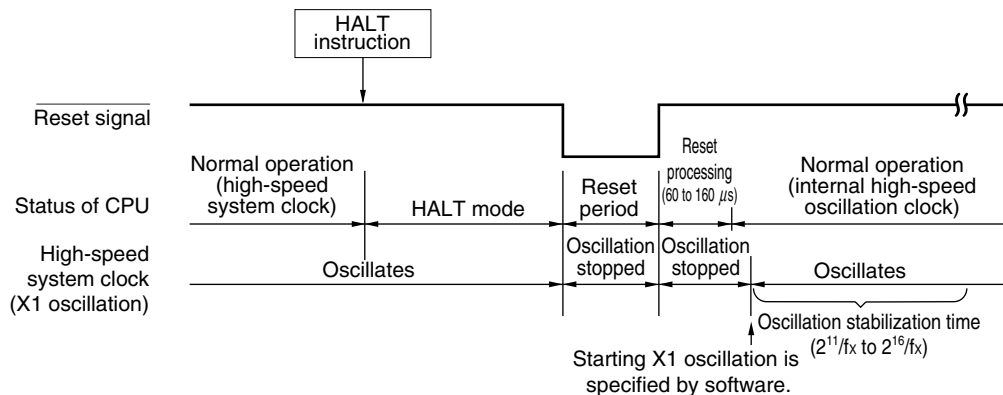 HALT
instruction
Reset signal
Status of CPU
Normal operation
(high-speed
system clock)
HALT mode
Reset
period
Reset
processing
(60 to 160 μs)
Normal operation
(internal high-speed
oscillation clock)
High-speed
system clock
(X1 oscillation)
Oscillates
Oscillation
stopped
Oscillation
stopped
Oscillates
Oscillation stabilization time
(2¹¹/fx to 2¹⁶/fx)
Starting X1 oscillation is
specified by software.